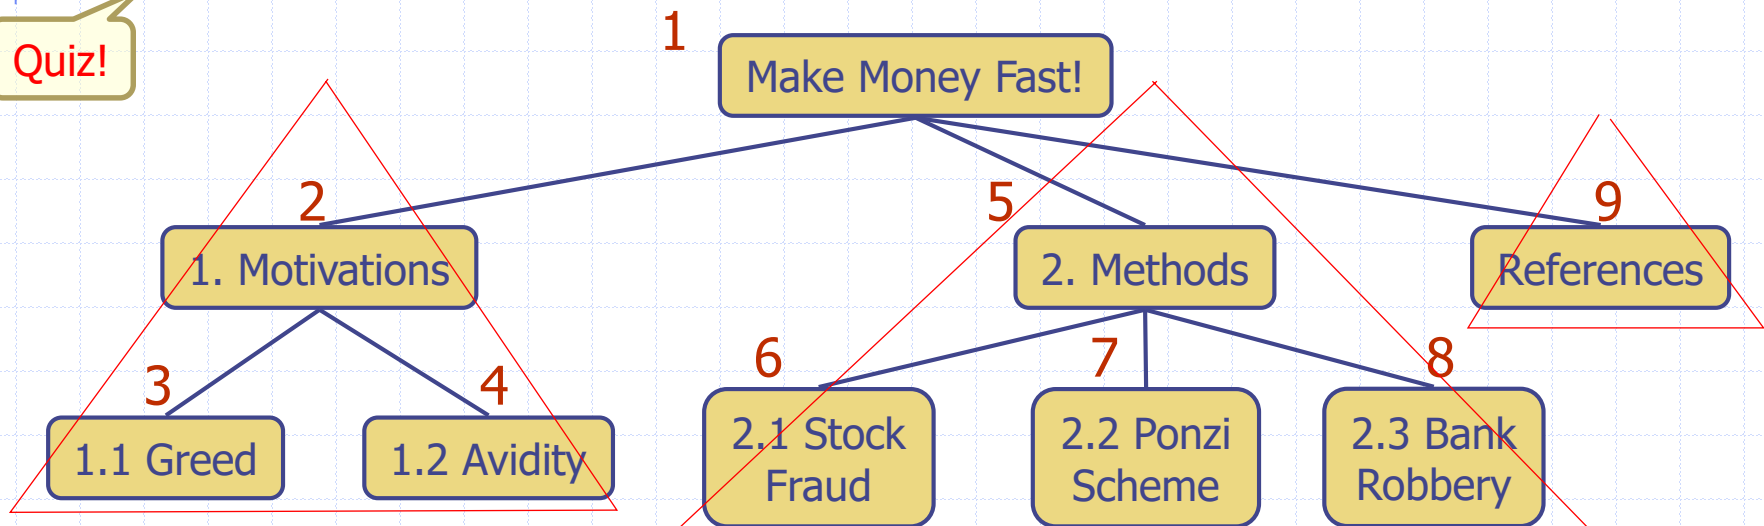 Quiz!
1
Make Money Fast!
2
5
9
1. Motivations
2. Methods
References
3
4
6
7
8
1.1 Greed
1.2 Avidity
2.1 Stock
Fraud
2.2 Ponzi
Scheme
2.3 Bank
Robbery